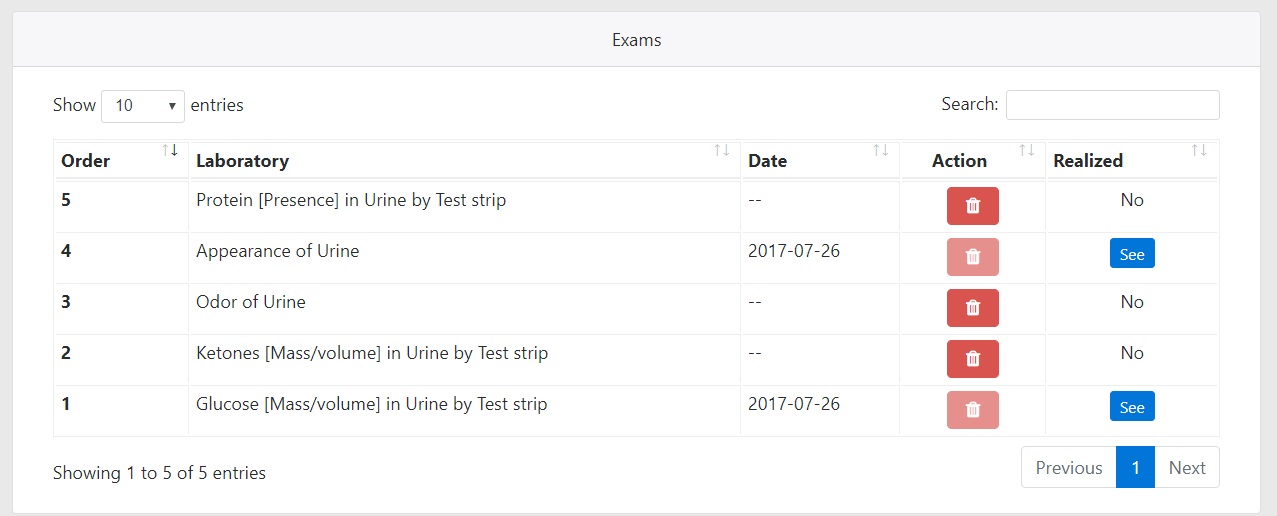 Exams
Show 10 entries Search:
Order Laboratory Date Action Realized
5 Protein [Presence] in Urine by Test strip -- No
4 Appearance of Urine 2017-07-26 See
3 Odor of Urine -- No
2 Ketones [Mass/volume] in Urine by Test strip -- No
1 Glucose [Mass/volume] in Urine by Test strip 2017-07-26 See
Showing 1 to 5 of 5 entries Previous 1 Next